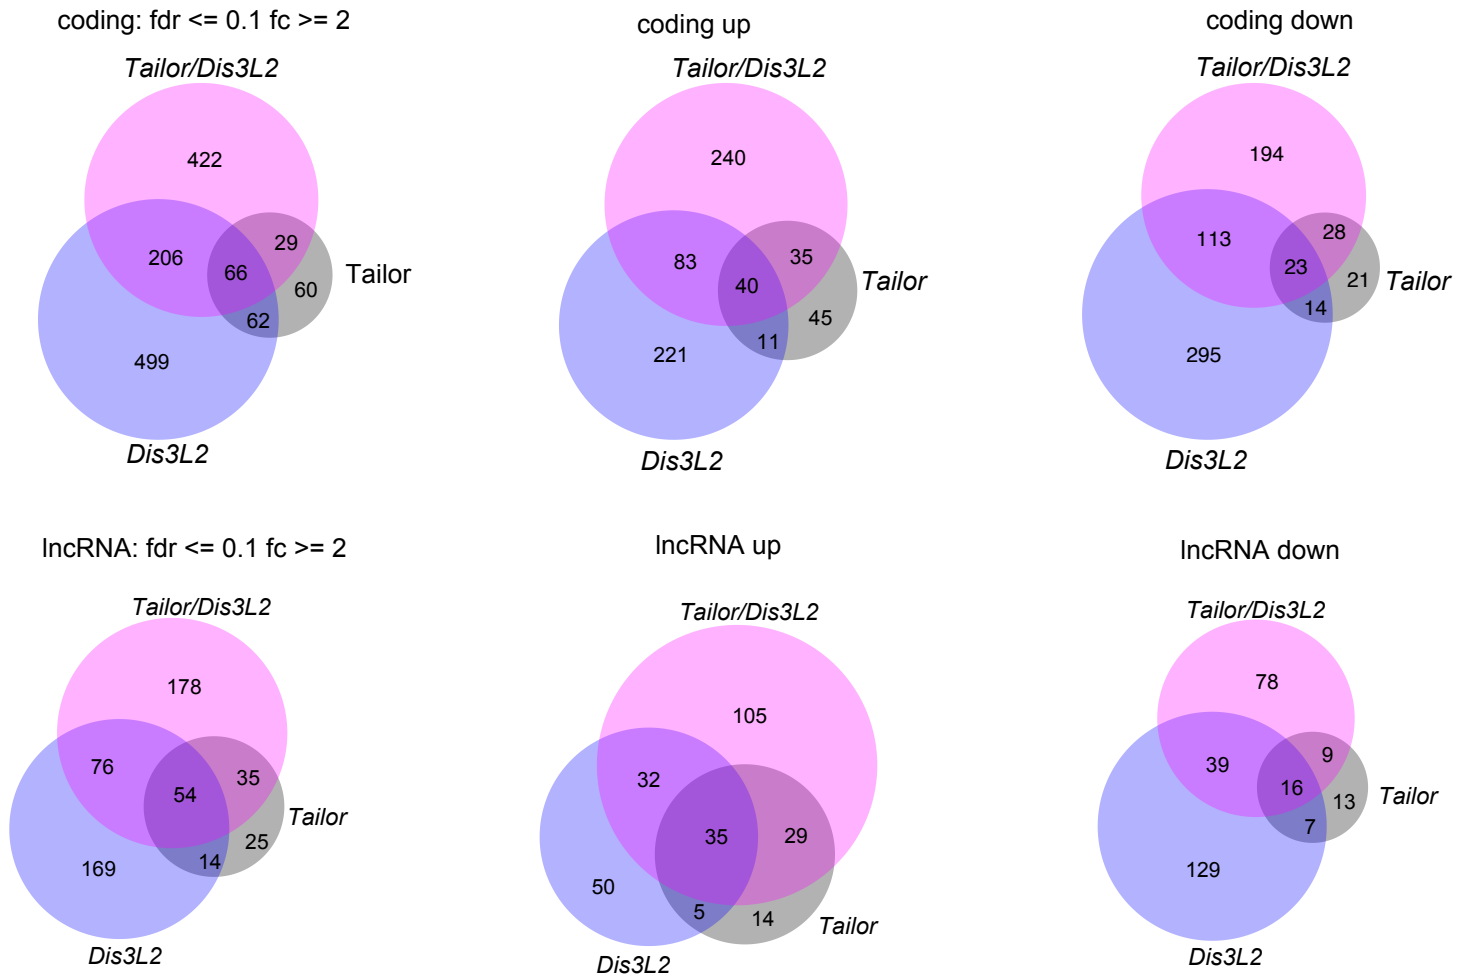 coding: fdr <= 0.1 fc >= 2
Tailor/Dis3L2
422
206
29
66
60
62
499
Tailor
Dis3L2
coding up
Tailor/Dis3L2
240
83
35
40
45
11
221
Tailor
Dis3L2
coding down
Tailor/Dis3L2
194
113
28
23
21
14
295
Tailor
Dis3L2
lncRNA: fdr <= 0.1 fc >= 2
Tailor/Dis3L2
178
76
35
54
25
14
169
Tailor
Dis3L2
lncRNA up
Tailor/Dis3L2
105
32
35
29
50
5
14
Tailor
Dis3L2
lncRNA down
Tailor/Dis3L2
78
39
9
16
13
7
129
Tailor
Dis3L2